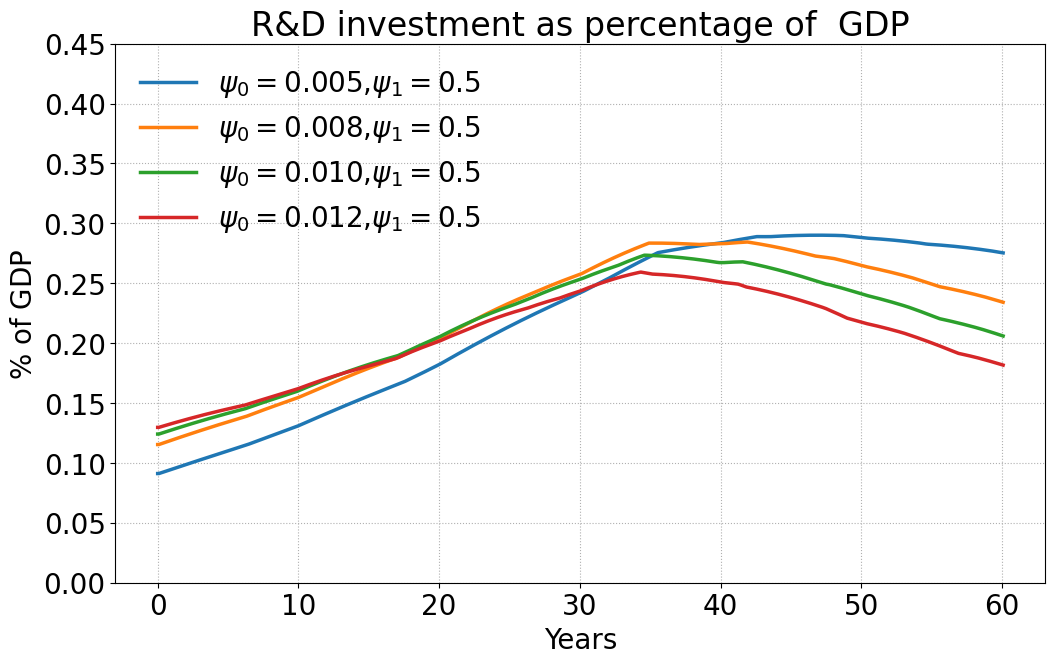 R&D investment as percentage of  GDP
0.45
0.40
0.35
0.30
0.25
0.20
0.15
0.10
0.05
0.00
% of GDP
ψ₀ = 0.005,ψ₁ = 0.5
ψ₀ = 0.008,ψ₁ = 0.5
ψ₀ = 0.010,ψ₁ = 0.5
ψ₀ = 0.012,ψ₁ = 0.5
0 10 20 30 40 50 60
Years